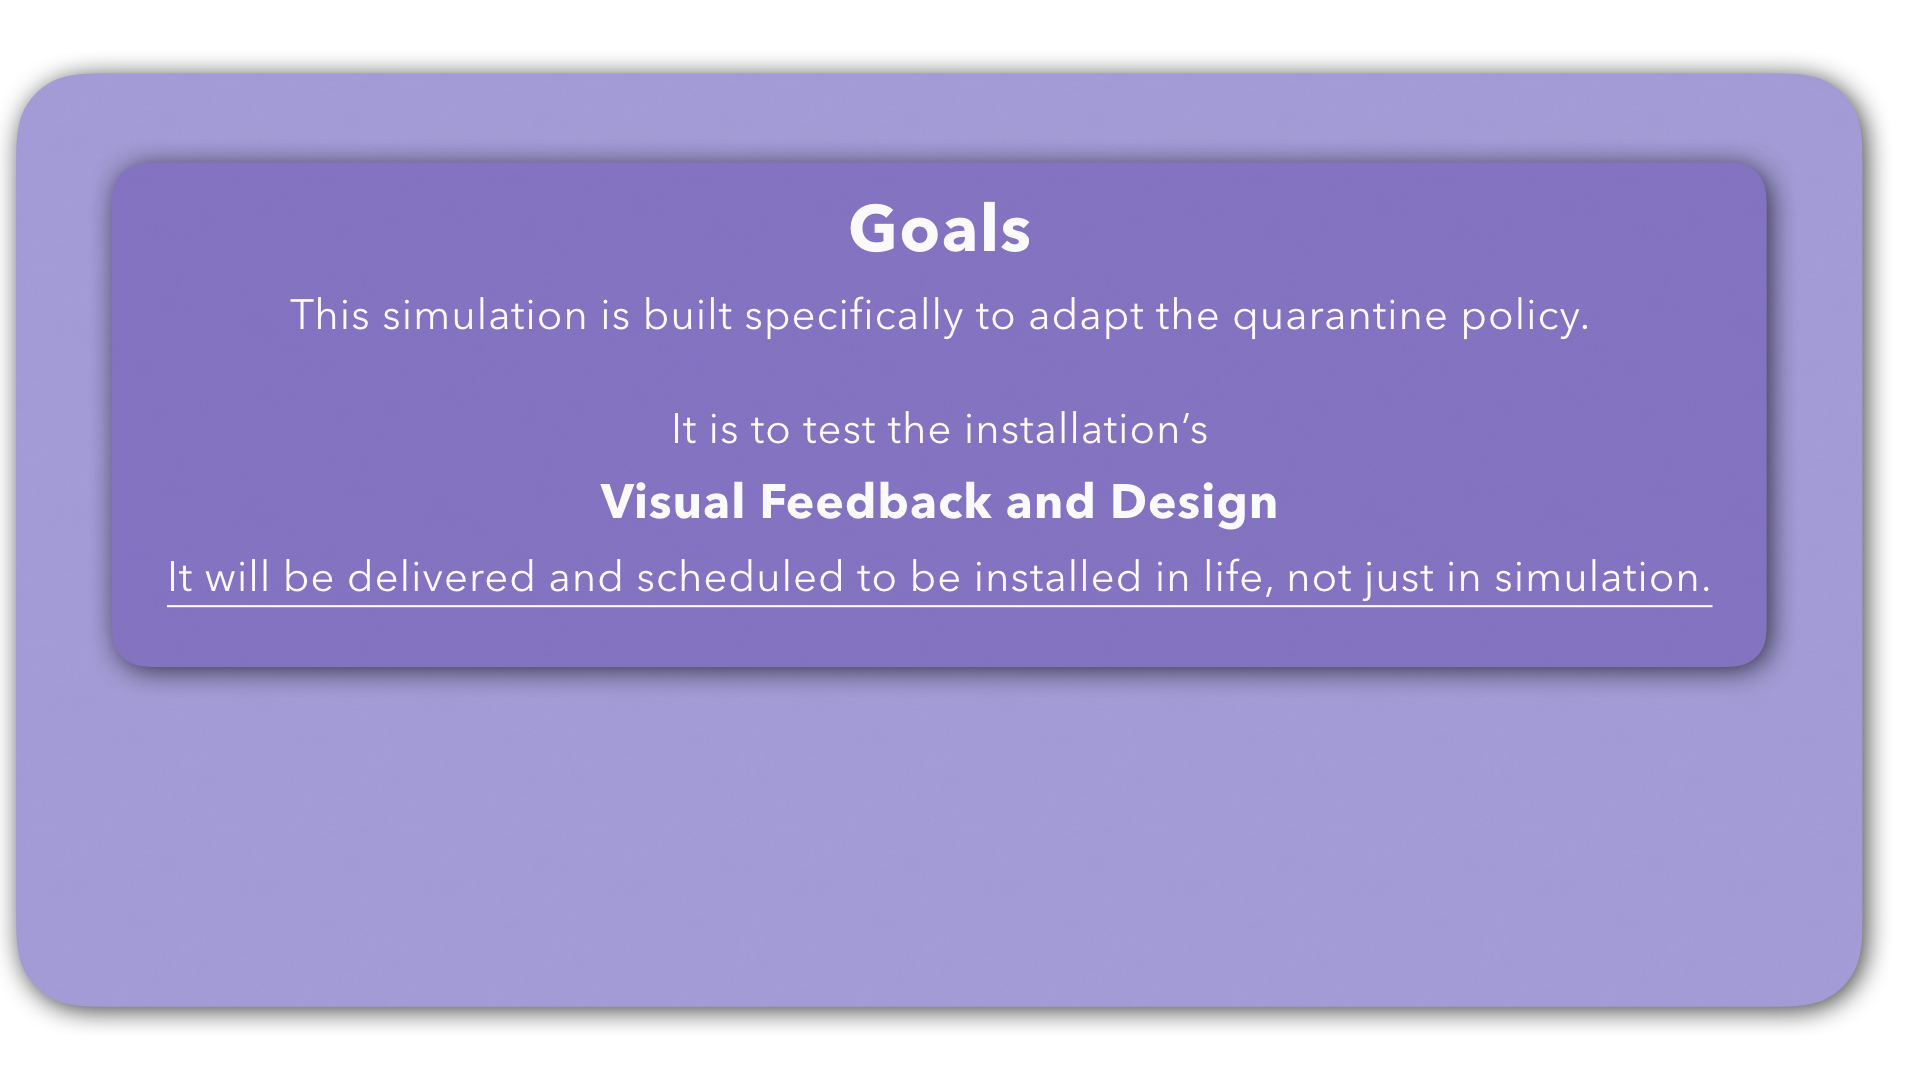 Goals
This simulation is built specifically to adapt the quarantine policy.
It is to test the installation’s
Visual Feedback and Design
It will be delivered and scheduled to be installed in life, not just in simulation.